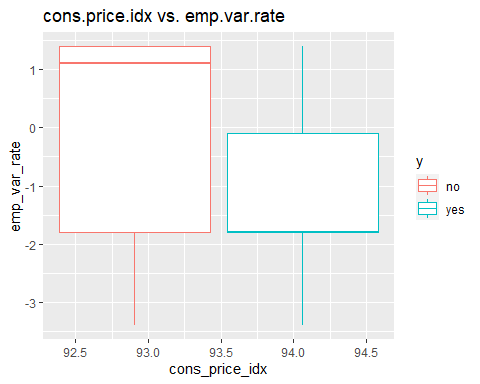 cons.price.idx vs. emp.var.rate
emp_var_rate
1
0
-1
-2
-3
92.5 93.0 93.5 94.0 94.5
cons_price_idx
y
no
yes